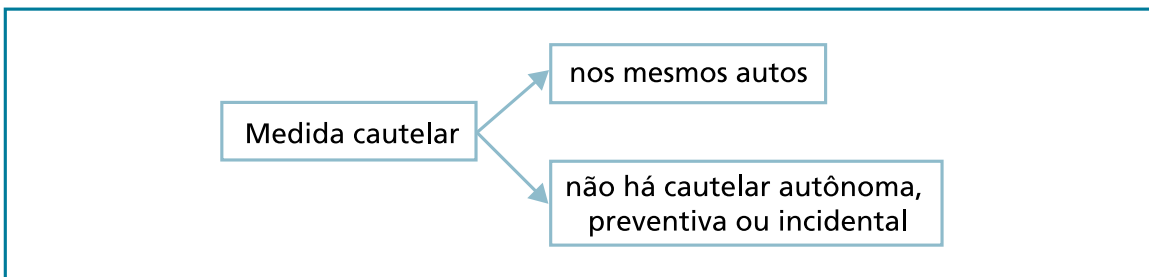 nos mesmos autos
Medida cautelar
não há cautelar autônoma,
preventiva ou incidental